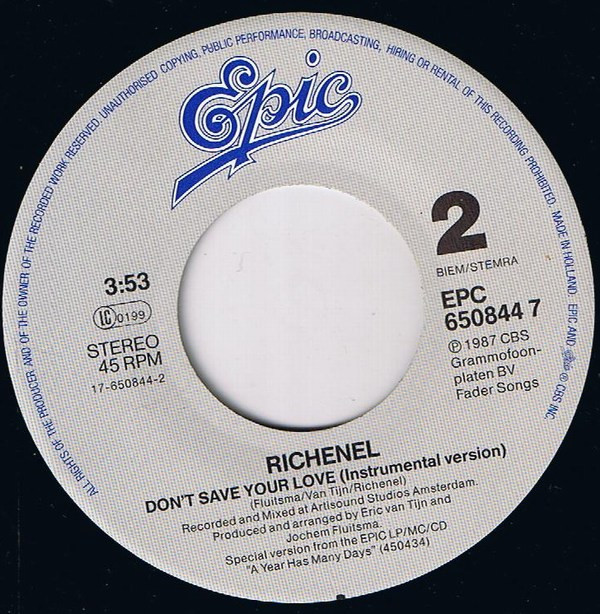 ALL RIGHTS OF THE PRODUCER AND OF THE OWNER OF THE RECORDED WORK RESERVED. UNAUTHORISED COPYING, PUBLIC PERFORMANCE, BROADCASTING, HIRING OR RENTAL OF THIS RECORDING PROHIBITED. MADE IN HOLLAND. EPIC AND Epic ® CBS INC.
Epic
2
BIEM/STEMRA
3:53
LC 0199
STEREO
45 RPM
17-650844-2
EPC
650844 7
℗ 1987 CBS
Grammofoon-
platen BV
Fader Songs
RICHENEL
DON'T SAVE YOUR LOVE (Instrumental version)
(Fluitsma/Van Tijn/Richenel)
Recorded and Mixed at Artisound Studios Amsterdam.
Produced and arranged by Eric van Tijn and
Jochem Fluitsma.
Special version from the EPIC LP/MC/CD
"A Year Has Many Days" (450434)